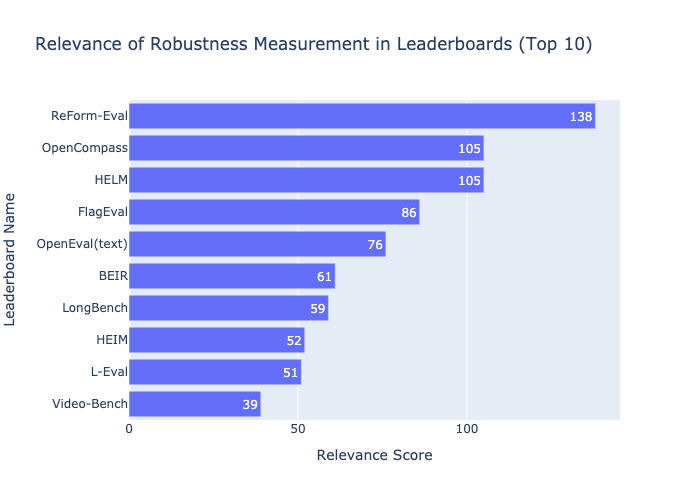 Relevance of Robustness Measurement in Leaderboards (Top 10)
Leaderboard Name
ReForm-Eval 138
OpenCompass 105
HELM 105
FlagEval 86
OpenEval(text) 76
BEIR 61
LongBench 59
HEIM 52
L-Eval 51
Video-Bench 39
0 50 100
Relevance Score